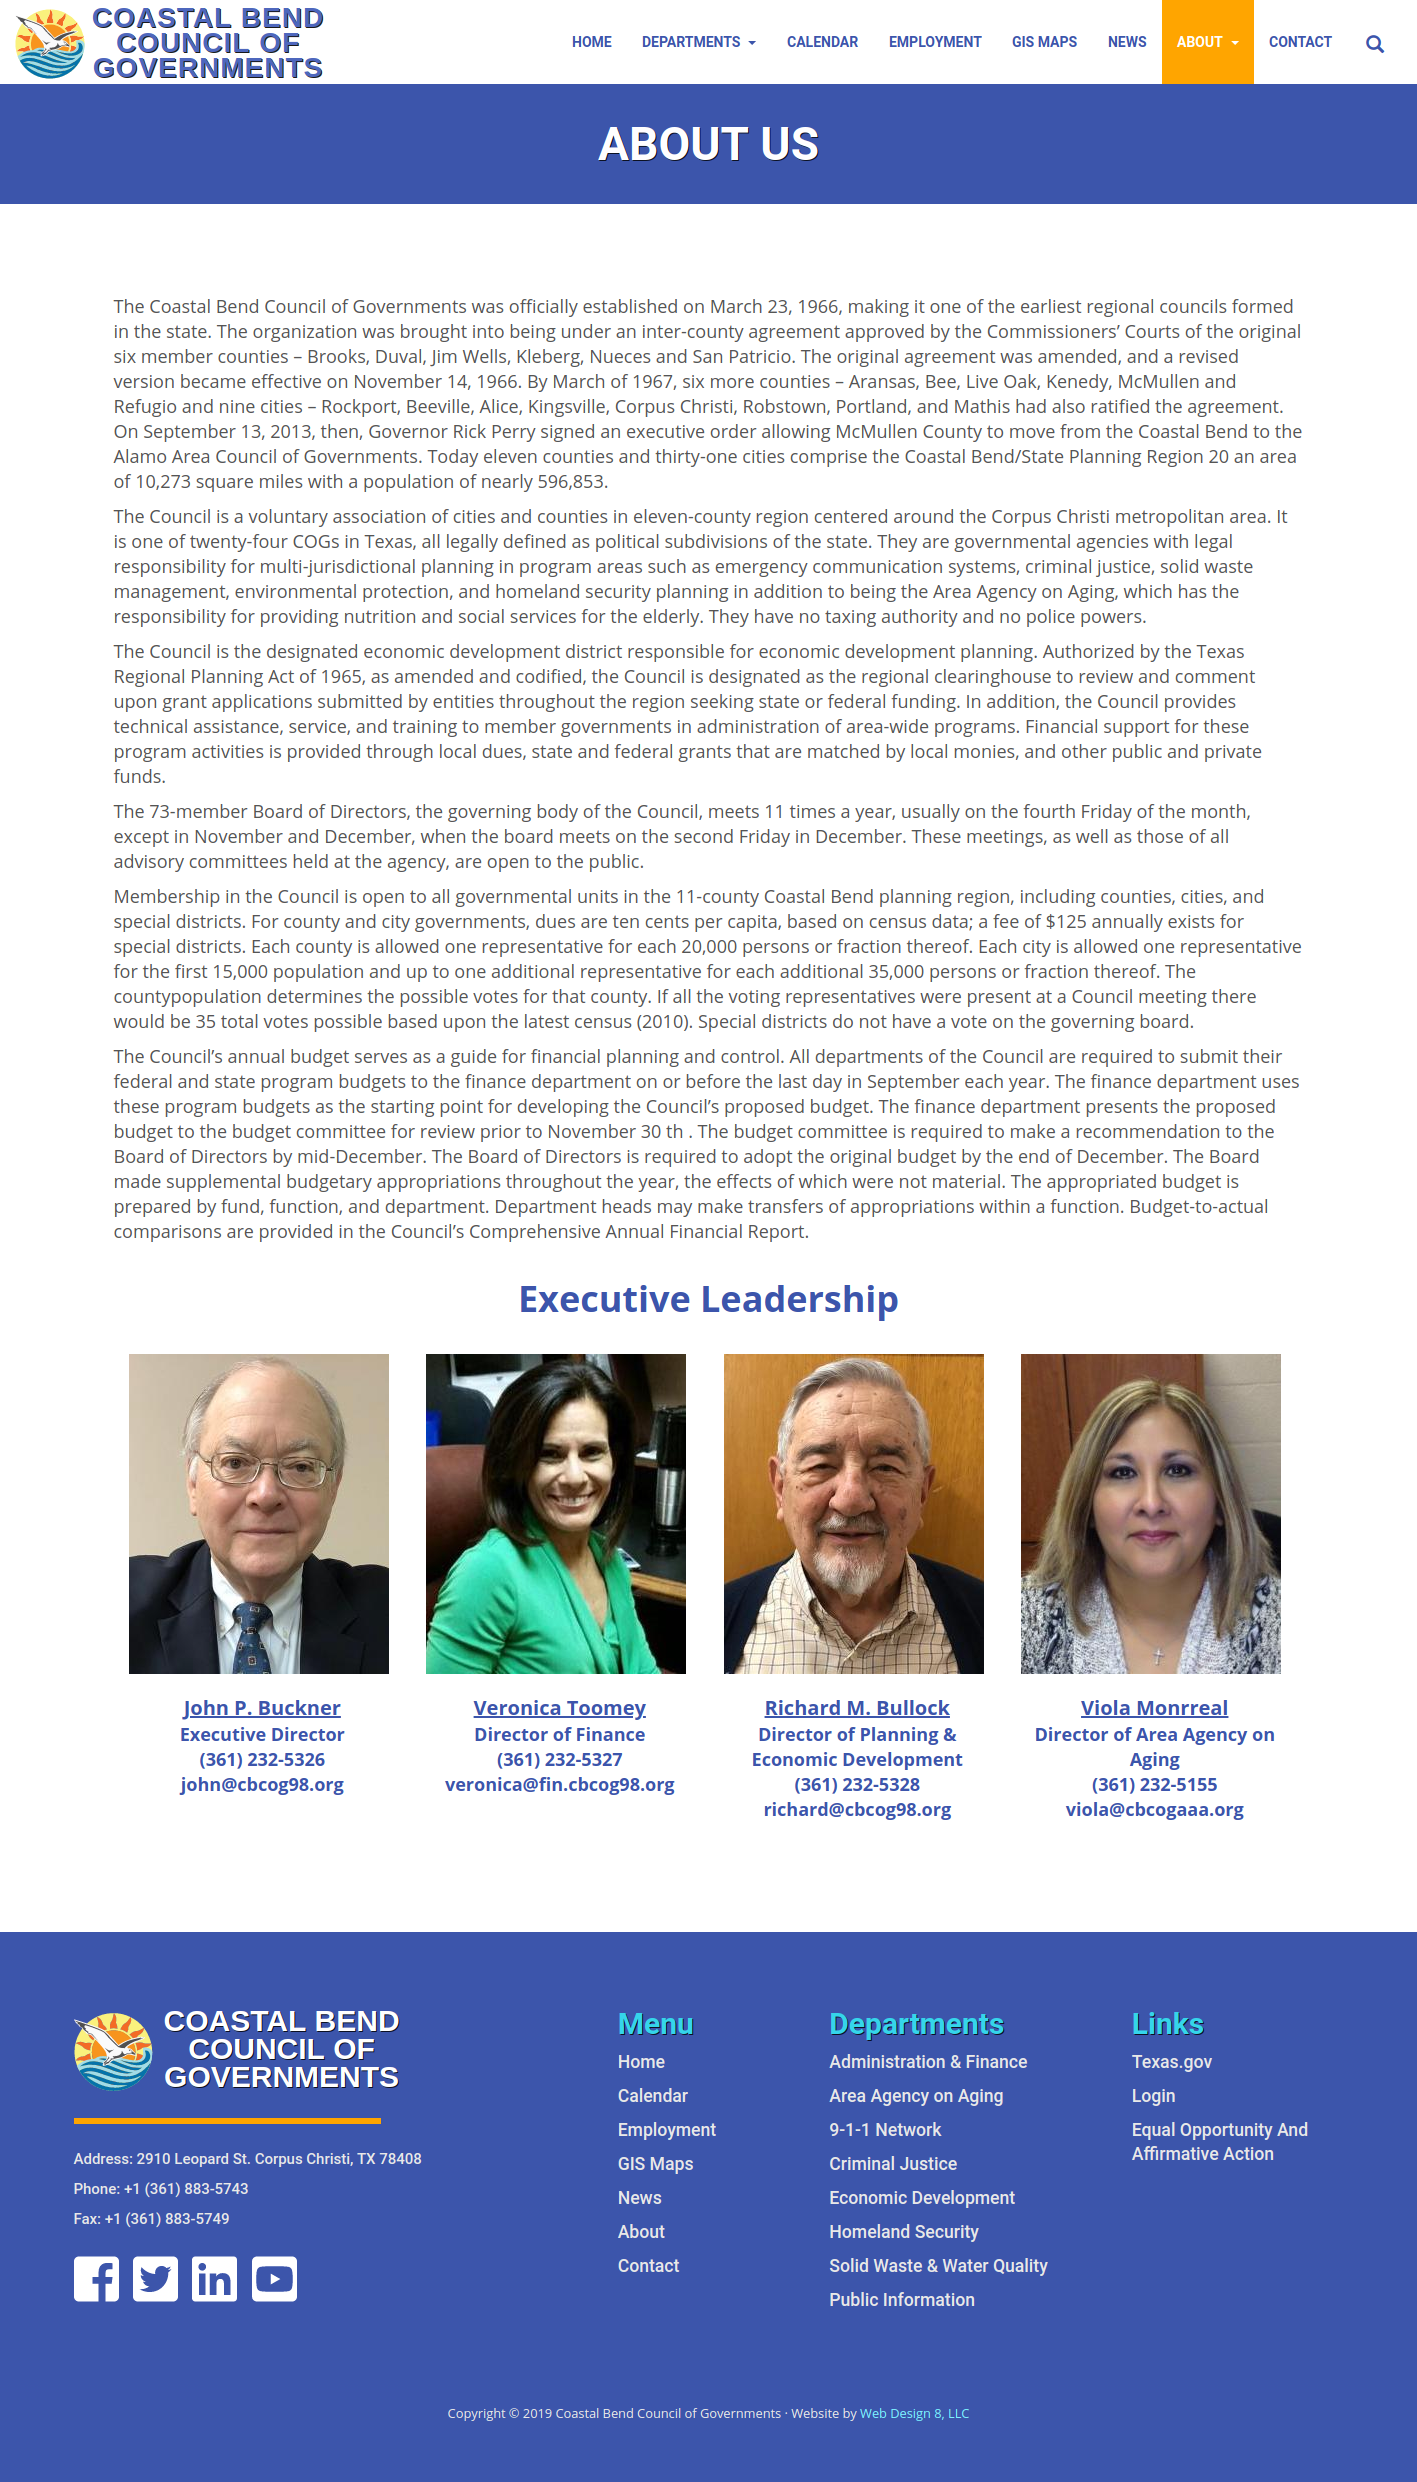 COASTAL BEND
COUNCIL OF
GOVERNMENTS
HOME DEPARTMENTS CALENDAR EMPLOYMENT GIS MAPS NEWS ABOUT CONTACT
ABOUT US
The Coastal Bend Council of Governments was officially established on March 23, 1966, making it one of the earliest regional councils formed
in the state. The organization was brought into being under an inter-county agreement approved by the Commissioners’ Courts of the original
six member counties – Brooks, Duval, Jim Wells, Kleberg, Nueces and San Patricio. The original agreement was amended, and a revised
version became effective on November 14, 1966. By March of 1967, six more counties – Aransas, Bee, Live Oak, Kenedy, McMullen and
Refugio and nine cities – Rockport, Beeville, Alice, Kingsville, Corpus Christi, Robstown, Portland, and Mathis had also ratified the agreement.
On September 13, 2013, then, Governor Rick Perry signed an executive order allowing McMullen County to move from the Coastal Bend to the
Alamo Area Council of Governments. Today eleven counties and thirty-one cities comprise the Coastal Bend/State Planning Region 20 an area
of 10,273 square miles with a population of nearly 596,853.
The Council is a voluntary association of cities and counties in eleven-county region centered around the Corpus Christi metropolitan area. It
is one of twenty-four COGs in Texas, all legally defined as political subdivisions of the state. They are governmental agencies with legal
responsibility for multi-jurisdictional planning in program areas such as emergency communication systems, criminal justice, solid waste
management, environmental protection, and homeland security planning in addition to being the Area Agency on Aging, which has the
responsibility for providing nutrition and social services for the elderly. They have no taxing authority and no police powers.
The Council is the designated economic development district responsible for economic development planning. Authorized by the Texas
Regional Planning Act of 1965, as amended and codified, the Council is designated as the regional clearinghouse to review and comment
upon grant applications submitted by entities throughout the region seeking state or federal funding. In addition, the Council provides
technical assistance, service, and training to member governments in administration of area-wide programs. Financial support for these
program activities is provided through local dues, state and federal grants that are matched by local monies, and other public and private
funds.
The 73-member Board of Directors, the governing body of the Council, meets 11 times a year, usually on the fourth Friday of the month,
except in November and December, when the board meets on the second Friday in December. These meetings, as well as those of all
advisory committees held at the agency, are open to the public.
Membership in the Council is open to all governmental units in the 11-county Coastal Bend planning region, including counties, cities, and
special districts. For county and city governments, dues are ten cents per capita, based on census data; a fee of $125 annually exists for
special districts. Each county is allowed one representative for each 20,000 persons or fraction thereof. Each city is allowed one representative
for the first 15,000 population and up to one additional representative for each additional 35,000 persons or fraction thereof. The
countypopulation determines the possible votes for that county. If all the voting representatives were present at a Council meeting there
would be 35 total votes possible based upon the latest census (2010). Special districts do not have a vote on the governing board.
The Council’s annual budget serves as a guide for financial planning and control. All departments of the Council are required to submit their
federal and state program budgets to the finance department on or before the last day in September each year. The finance department uses
these program budgets as the starting point for developing the Council’s proposed budget. The finance department presents the proposed
budget to the budget committee for review prior to November 30 th . The budget committee is required to make a recommendation to the
Board of Directors by mid-December. The Board of Directors is required to adopt the original budget by the end of December. The Board
made supplemental budgetary appropriations throughout the year, the effects of which were not material. The appropriated budget is
prepared by fund, function, and department. Department heads may make transfers of appropriations within a function. Budget-to-actual
comparisons are provided in the Council’s Comprehensive Annual Financial Report.
Executive Leadership
John P. Buckner
Executive Director
(361) 232-5326
john@cbcog98.org
Veronica Toomey
Director of Finance
(361) 232-5327
veronica@fin.cbcog98.org
Richard M. Bullock
Director of Planning &
Economic Development
(361) 232-5328
richard@cbcog98.org
Viola Monrreal
Director of Area Agency on
Aging
(361) 232-5155
viola@cbcogaaa.org
COASTAL BEND
COUNCIL OF
GOVERNMENTS
Address: 2910 Leopard St. Corpus Christi, TX 78408
Phone: +1 (361) 883-5743
Fax: +1 (361) 883-5749
Menu
Home
Calendar
Employment
GIS Maps
News
About
Contact
Departments
Administration & Finance
Area Agency on Aging
9-1-1 Network
Criminal Justice
Economic Development
Homeland Security
Solid Waste & Water Quality
Public Information
Links
Texas.gov
Login
Equal Opportunity And
Affirmative Action
Copyright © 2019 Coastal Bend Council of Governments · Website by Web Design 8, LLC